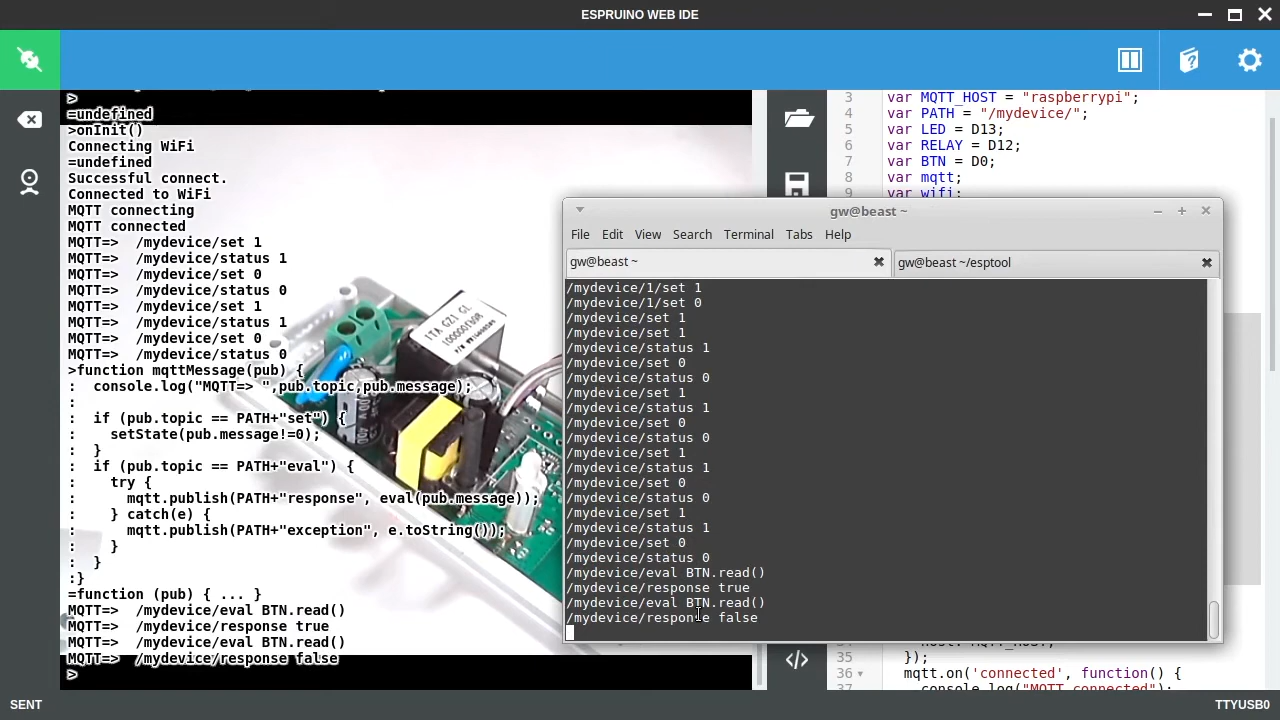 ESPRUINO WEB IDE
>
=undefined
>onInit()
Connecting WiFi
=undefined
Successful connect.
Connected to WiFi
MQTT connecting
MQTT connected
MQTT=>  /mydevice/set 1
MQTT=>  /mydevice/status 1
MQTT=>  /mydevice/set 0
MQTT=>  /mydevice/status 0
MQTT=>  /mydevice/set 1
MQTT=>  /mydevice/status 1
MQTT=>  /mydevice/set 0
MQTT=>  /mydevice/status 0
>function mqttMessage(pub) {
:  console.log("MQTT=> ",pub.topic,pub.message);
:
:  if (pub.topic == PATH+"set") {
:    setState(pub.message!=0);
:  }
:  if (pub.topic == PATH+"eval") {
:    try {
:      mqtt.publish(PATH+"response", eval(pub.message));
:    } catch(e) {
:      mqtt.publish(PATH+"exception", e.toString());
:    }
:  }
:}
=function (pub) { ... }
MQTT=>  /mydevice/eval BTN.read()
MQTT=>  /mydevice/response true
MQTT=>  /mydevice/eval BTN.read()
MQTT=>  /mydevice/response false
>
ITA GZ1 GL
3 var MQTT_HOST = "raspberrypi";
4 var PATH = "/mydevice/";
5 var LED = D13;
6 var RELAY = D12;
7 var BTN = D0;
8 var mqtt;
9 var wifi;
gw@beast ~
File Edit View Search Terminal Tabs Help
gw@beast ~
gw@beast ~/esptool
/mydevice/1/set 1
/mydevice/1/set 0
/mydevice/set 1
/mydevice/set 1
/mydevice/status 1
/mydevice/set 0
/mydevice/status 0
/mydevice/set 1
/mydevice/status 1
/mydevice/set 0
/mydevice/status 0
/mydevice/set 1
/mydevice/status 1
/mydevice/set 0
/mydevice/status 0
/mydevice/set 1
/mydevice/status 1
/mydevice/set 0
/mydevice/status 0
/mydevice/eval BTN.read()
/mydevice/response true
/mydevice/eval BTN.read()
/mydevice/response false
35 });
36 mqtt.on('connected', function() {
37 console.log("MQTT connected");
SENT
TTYUSB0